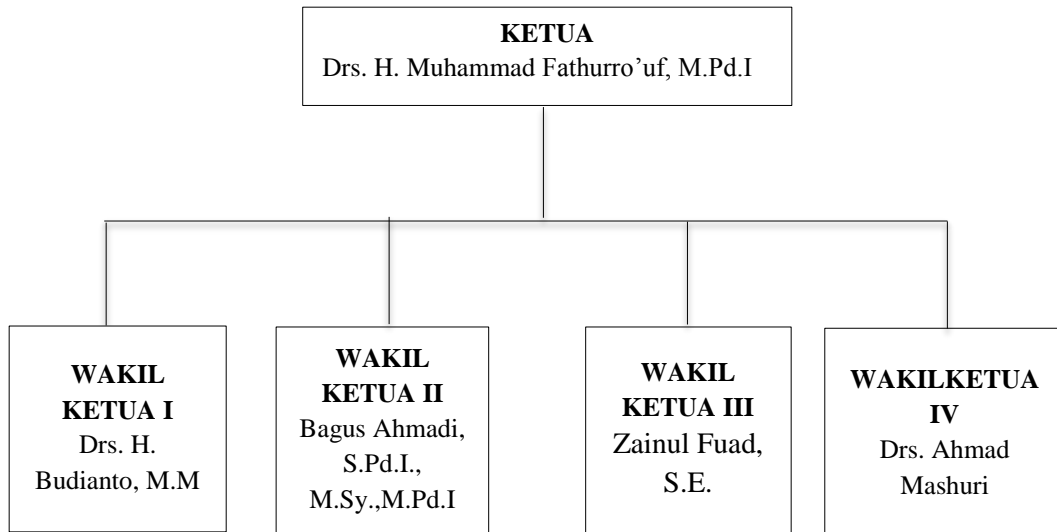 KETUA
Drs. H. Muhammad Fathurro’uf, M.Pd.I
WAKIL
KETUA I
Drs. H.
Budianto, M.M
WAKIL
KETUA II
Bagus Ahmadi,
S.Pd.I.,
M.Sy.,M.Pd.I
WAKIL
KETUA III
Zainul Fuad,
S.E.
WAKILKETUA
IV
Drs. Ahmad
Mashuri